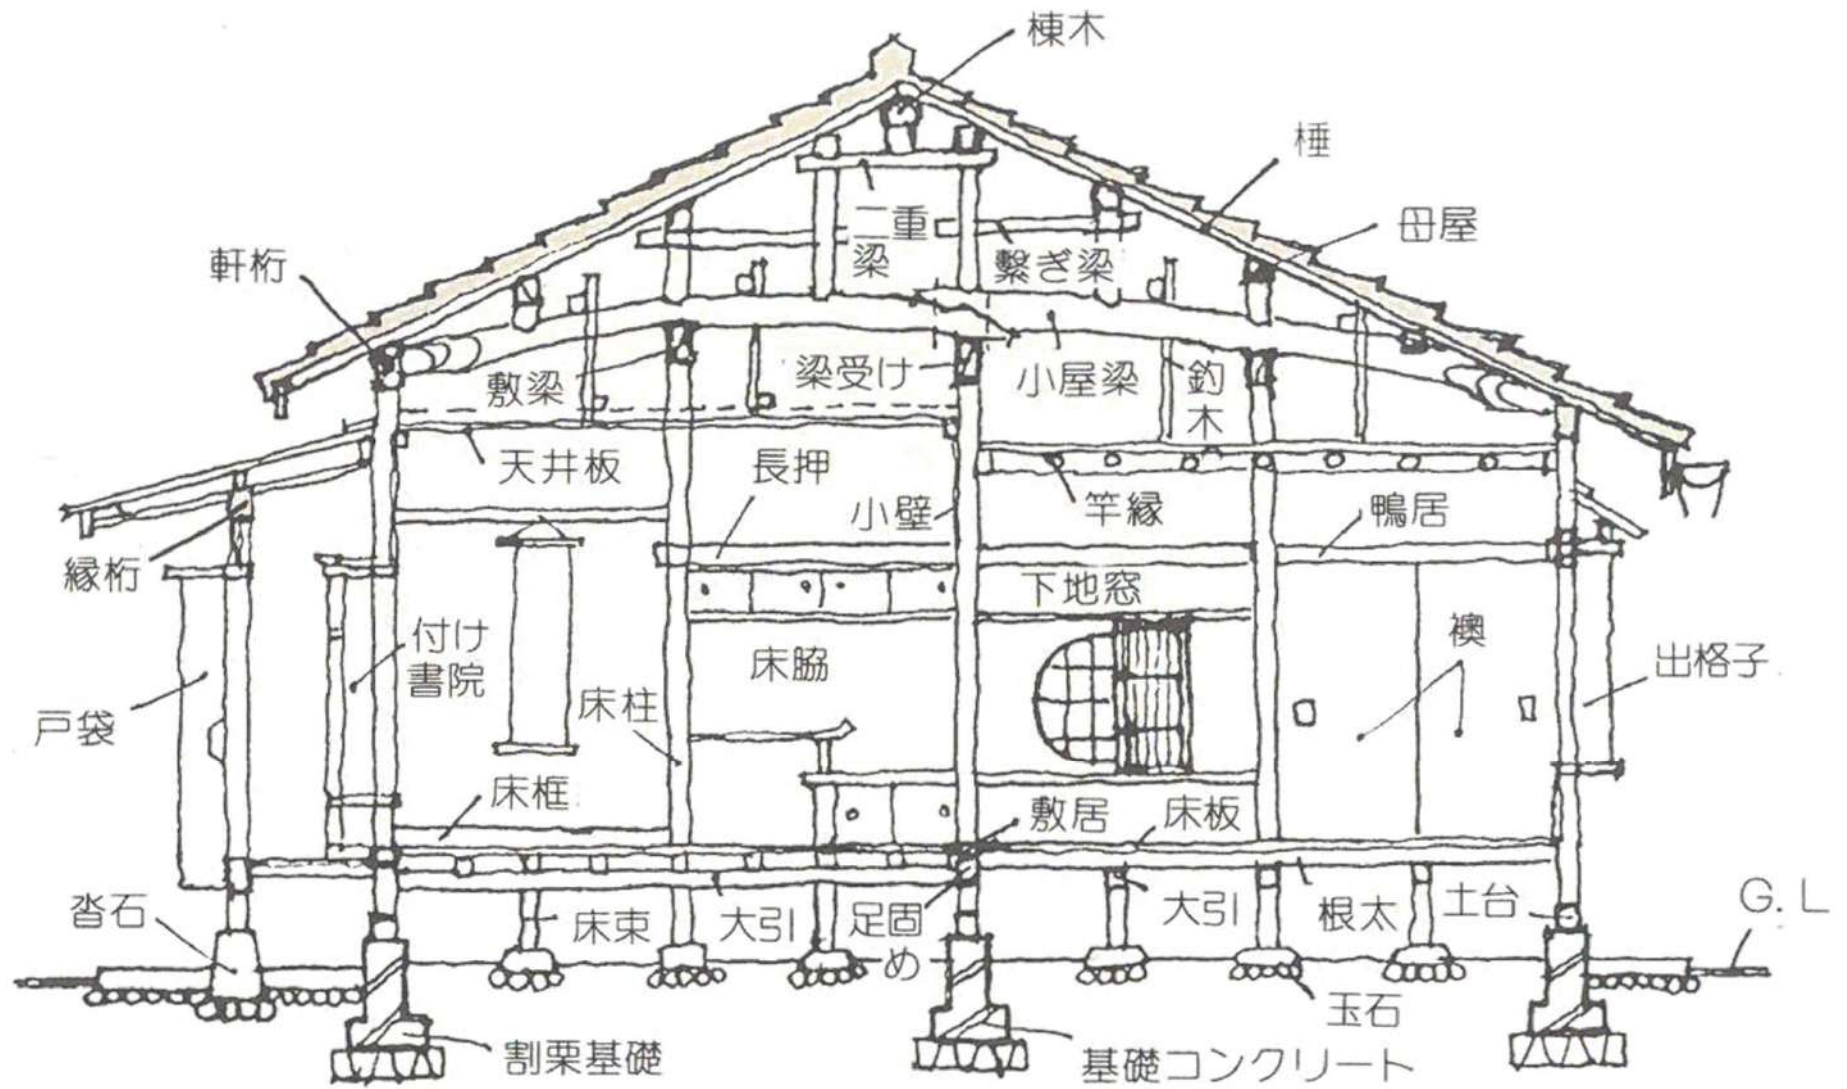 棟木
棰
母屋
二重
梁
繋ぎ梁
軒桁
敷梁
梁受け
小屋梁
釣
木
天井板
長押
小壁
竿縁
鴨居
縁桁
下地窓
付け
書院
床脇
襖
出格子
戸袋
床柱
床框
敷居
床板
沓石
床束
大引
足固
め
大引
根太
土台
G.L
玉石
割栗基礎
基礎コンクリート